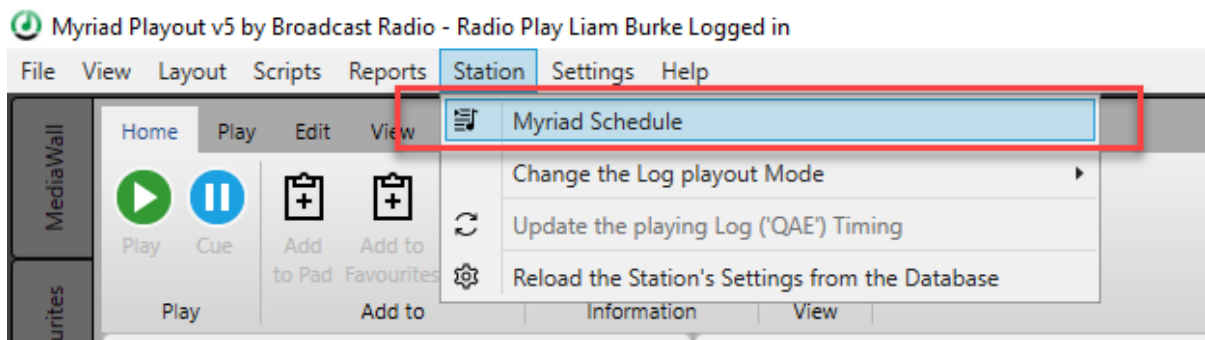 Myriad Playout v5 by Broadcast Radio - Radio Play Liam Burke Logged in
File View Layout Scripts Reports Station Settings Help
Myriad Schedule
Change the Log playout Mode
Update the playing Log ('QAE') Timing
Reload the Station's Settings from the Database
MediaWall
Home Play Edit View
Play Cue Add to Pad Add to Favourites
Play Add to Information View